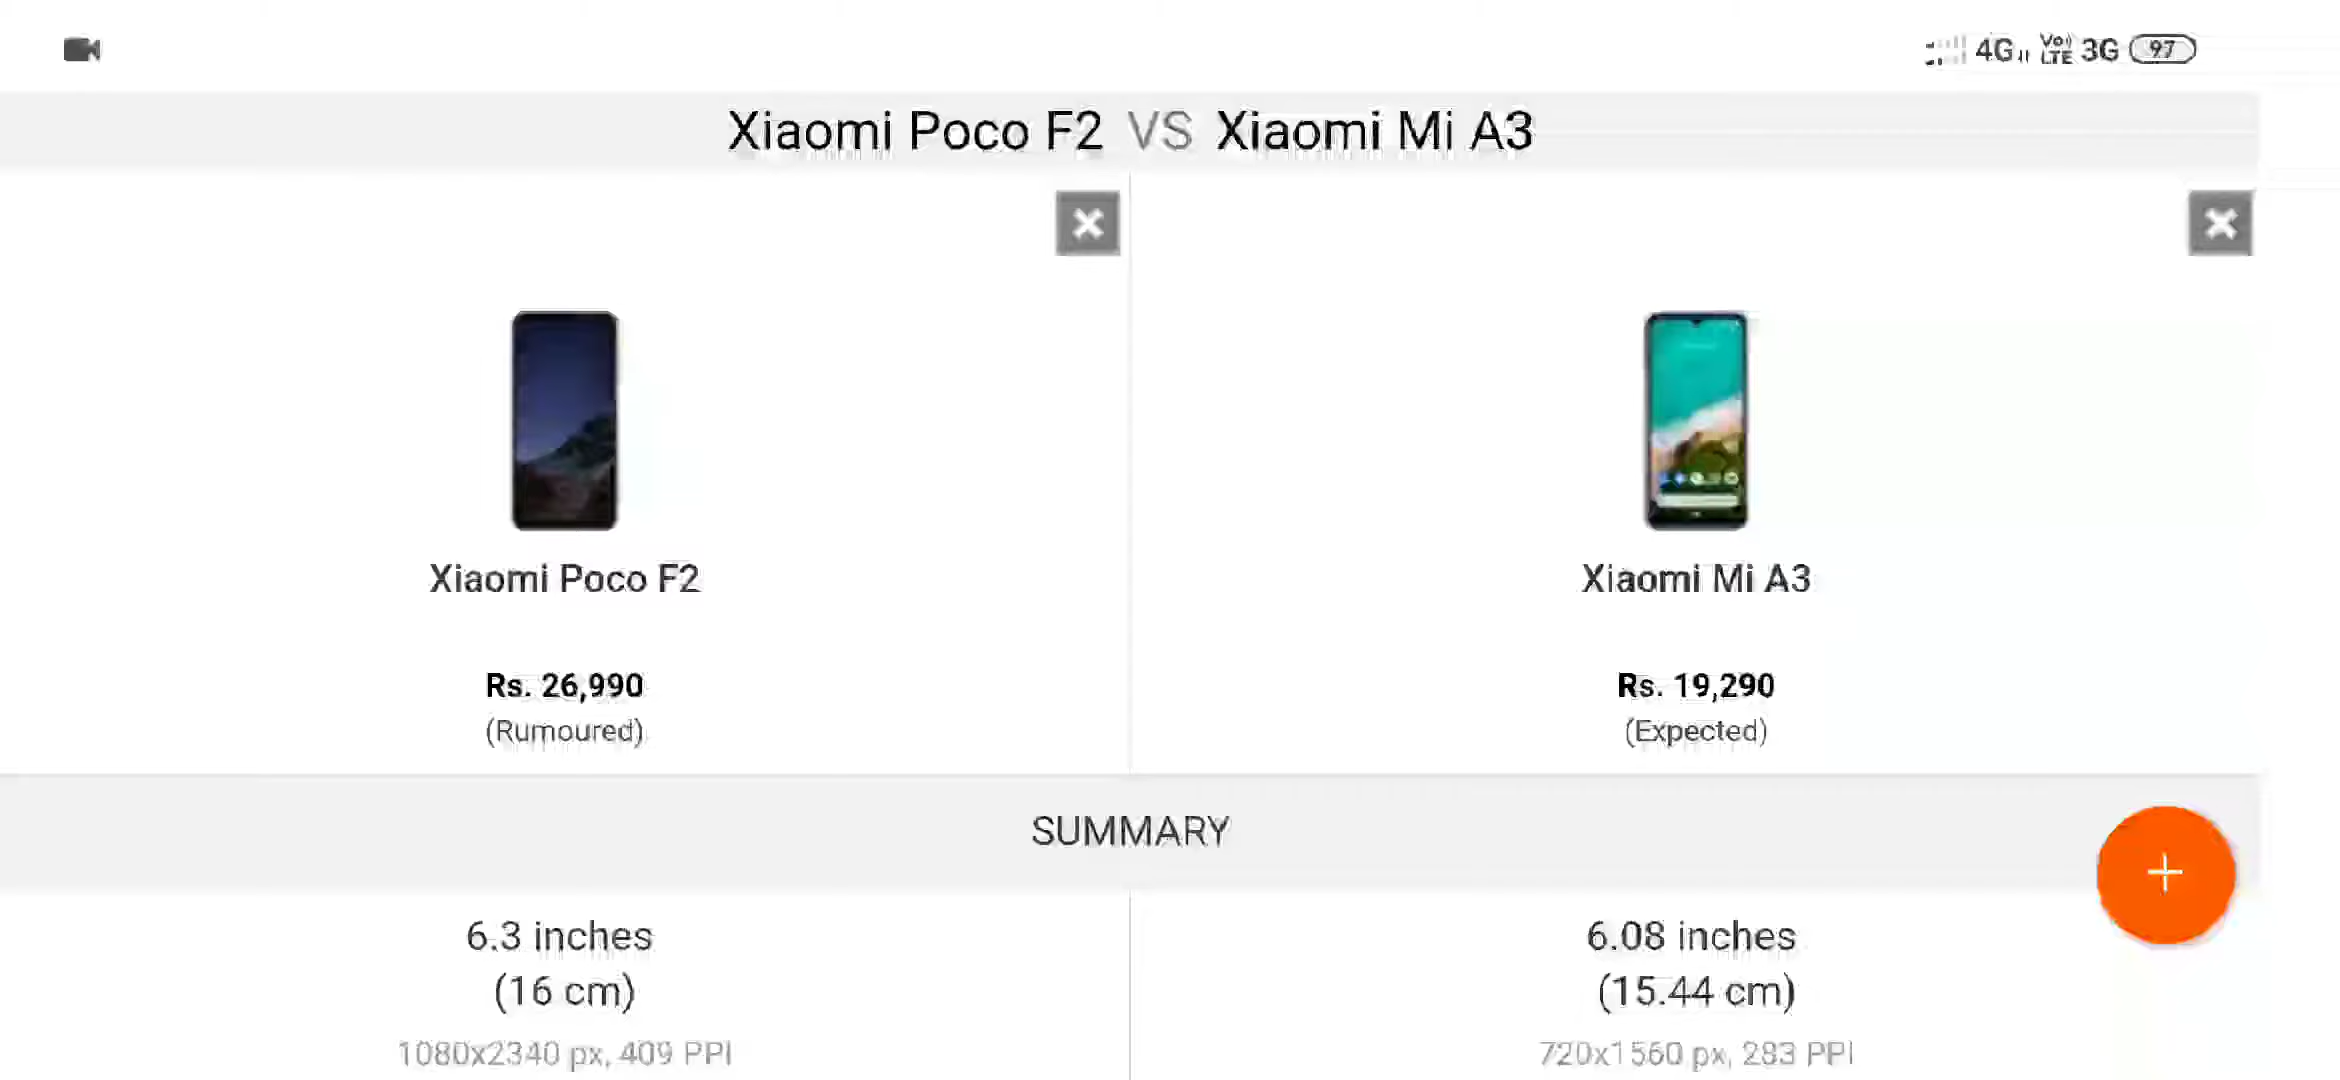 4G VoLTE 3G 97
Xiaomi Poco F2 VS Xiaomi Mi A3
Xiaomi Poco F2
Xiaomi Mi A3
Rs. 26,990
(Rumoured)
Rs. 19,290
(Expected)
SUMMARY
6.3 inches
(16 cm)
1080x2340 px, 409 PPI
6.08 inches
(15.44 cm)
720x1560 px, 283 PPI